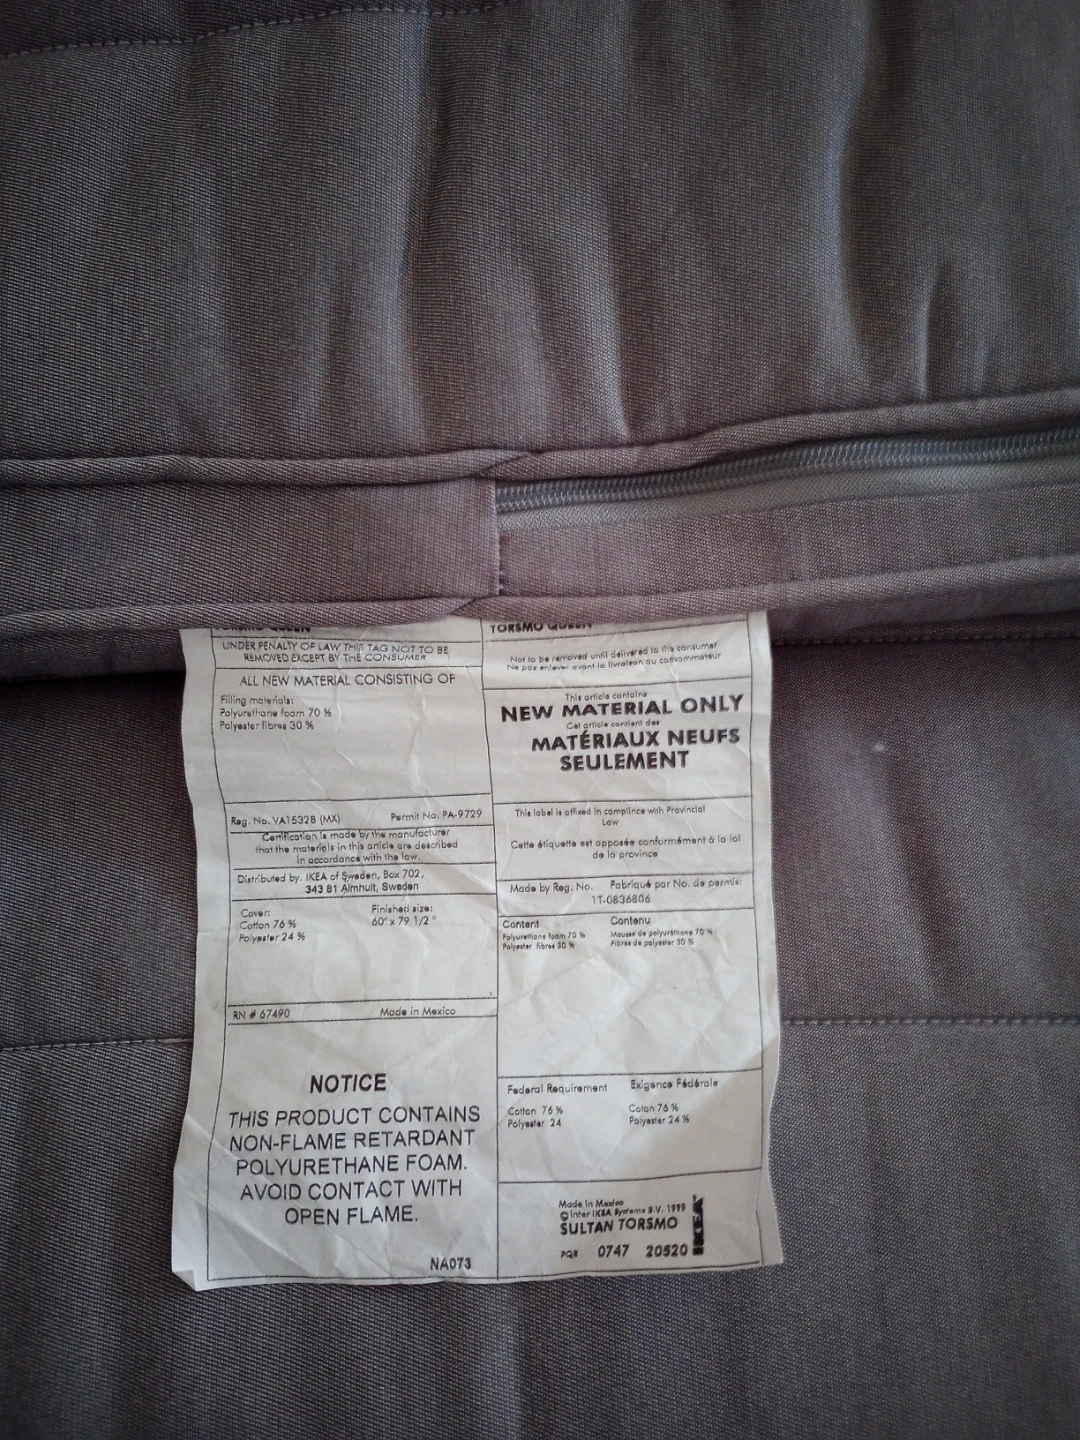 TORSMO QUEEN
UNDER PENALTY OF LAW THIS TAG NOT TO BE
REMOVED EXCEPT BY THE CONSUMER
ALL NEW MATERIAL CONSISTING OF
Filling materials:
Polyurethane foam 70 %
Polyester fibres 30 %
Reg. No. VA15328 (MX) Permit No. PA-9729
Certification is made by the manufacturer
that the materials in this article are described
in accordance with the law.
Distributed by. IKEA of Sweden, Box 702,
343 81 Almhult, Sweden
Cover: Finished size:
Cotton 76 % 60" x 79 1/2 "
Polyester 24 %
RN # 67490 Made in Mexico
NOTICE
THIS PRODUCT CONTAINS
NON-FLAME RETARDANT
POLYURETHANE FOAM.
AVOID CONTACT WITH
OPEN FLAME.
NA073
TORSMO QUEEN
Not to be removed until delivered to the consumer
Ne pas enlever avant la livraison au consommateur
This article contains
NEW MATERIAL ONLY
Cet article contient des
MATÉRIAUX NEUFS
SEULEMENT
This label is affixed in complince with Provincial
Law
Cette étiquette est apposée conformément à la loi
de la province
Made by Reg. No. Fabriqué par No. de permis:
1T-0836806
Content Contenu
Polyurethane foam 70 % Mousse de polyuréthane 70 %
Polyester fibres 30 % Fibres de polyester 30 %
Federal Requirement Exigence Fédérale
Cotton 76 % Coton 76 %
Polyester 24 Polyester 24 %
Made in Mexico
© Inter IKEA Systems B.V. 1999
SULTAN TORSMO
PQR 0747 20520
IKEA